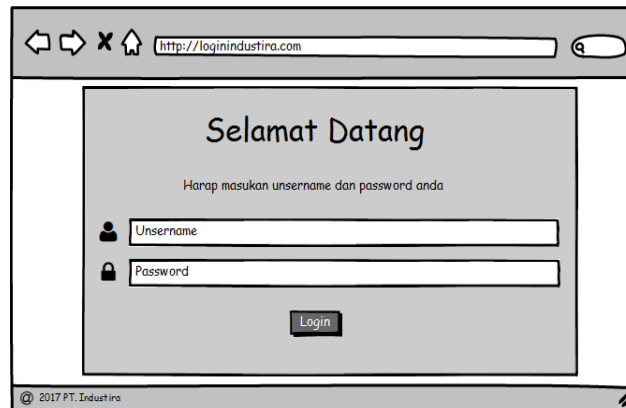 http://loginindustira.com
Selamat Datang
Harap masukan unsername dan password anda
Unsername
Password
Login
@ 2017 PT. Industira